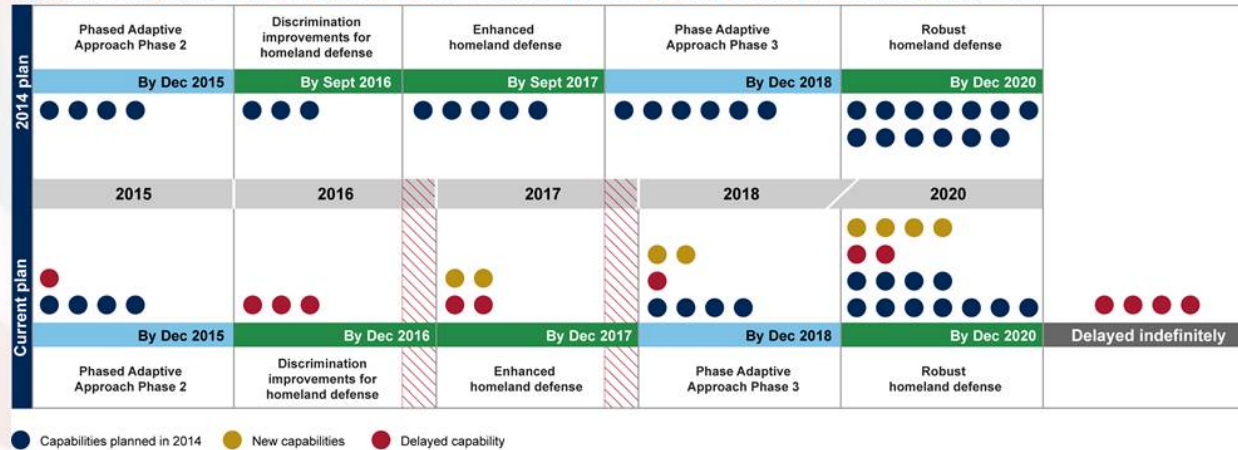 2014 plan
Phased Adaptive
Approach Phase 2
Discrimination
improvements for
homeland defense
Enhanced
homeland defense
Phase Adaptive
Approach Phase 3
Robust
homeland defense
By Dec 2015
By Sept 2016
By Sept 2017
By Dec 2018
By Dec 2020
2015
2016
2017
2018
2020
Current plan
By Dec 2015
By Dec 2016
By Dec 2017
By Dec 2018
By Dec 2020
Delayed indefinitely
Phased Adaptive
Approach Phase 2
Discrimination
improvements for
homeland defense
Enhanced
homeland defense
Phase Adaptive
Approach Phase 3
Robust
homeland defense
Capabilities planned in 2014
New capabilities
Delayed capability